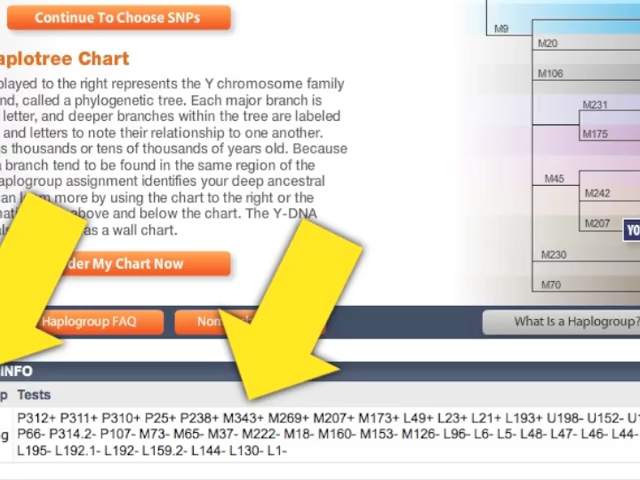 Continue To Choose SNPs
M9
M20
M106
M231
M175
M45
M242
M207
YO
M230
M70
aplotree Chart
played to the right represents the Y chromosome family
nd, called a phylogenetic tree. Each major branch is
letter, and deeper branches within the tree are labeled
and letters to note their relationship to one another.
s thousands or tens of thousands of years old. Because
a branch tend to be found in the same region of the
aplogroup assignment identifies your deep ancestral
an learn more by using the chart to the right or the
above and below the chart. The Y-DNA
as a wall chart.
der My Chart Now
Haplogroup FAQ
What Is a Haplogroup?
INFO
p Tests
P312+ P311+ P310+ P25+ P238+ M343+ M269+ M207+ M173+ L49+ L23+ L21+ L193+ U198- U152- U1
g P66- P314.2- P107- M73- M65- M37- M222- M18- M160- M153- M126- L96- L6- L5- L48- L47- L46- L44-
L195- L192.1- L192- L159.2- L144- L130- L1-